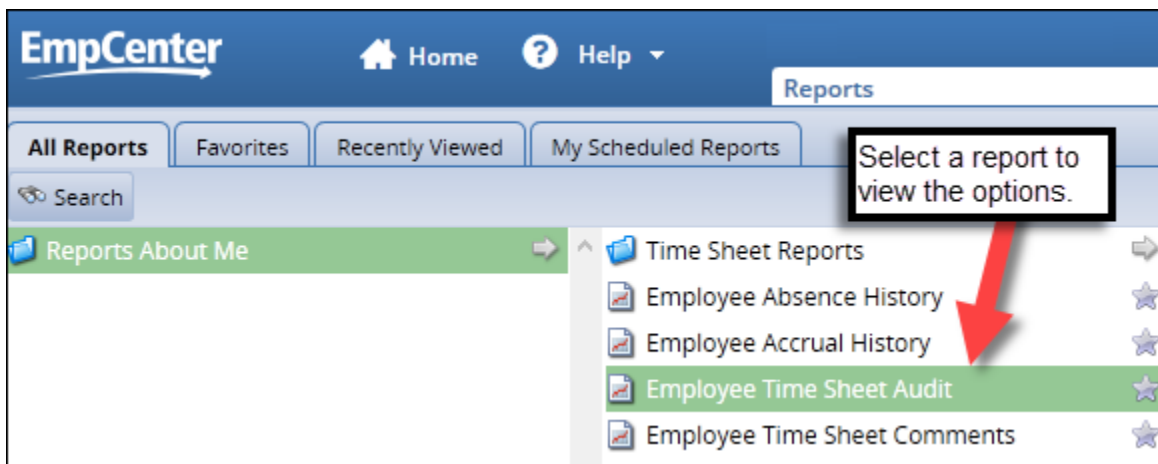 EmpCenter Home Help
Reports
All Reports Favorites Recently Viewed My Scheduled Reports
Select a report to
view the options.
Search
Reports About Me Time Sheet Reports
Employee Absence History
Employee Accrual History
Employee Time Sheet Audit
Employee Time Sheet Comments